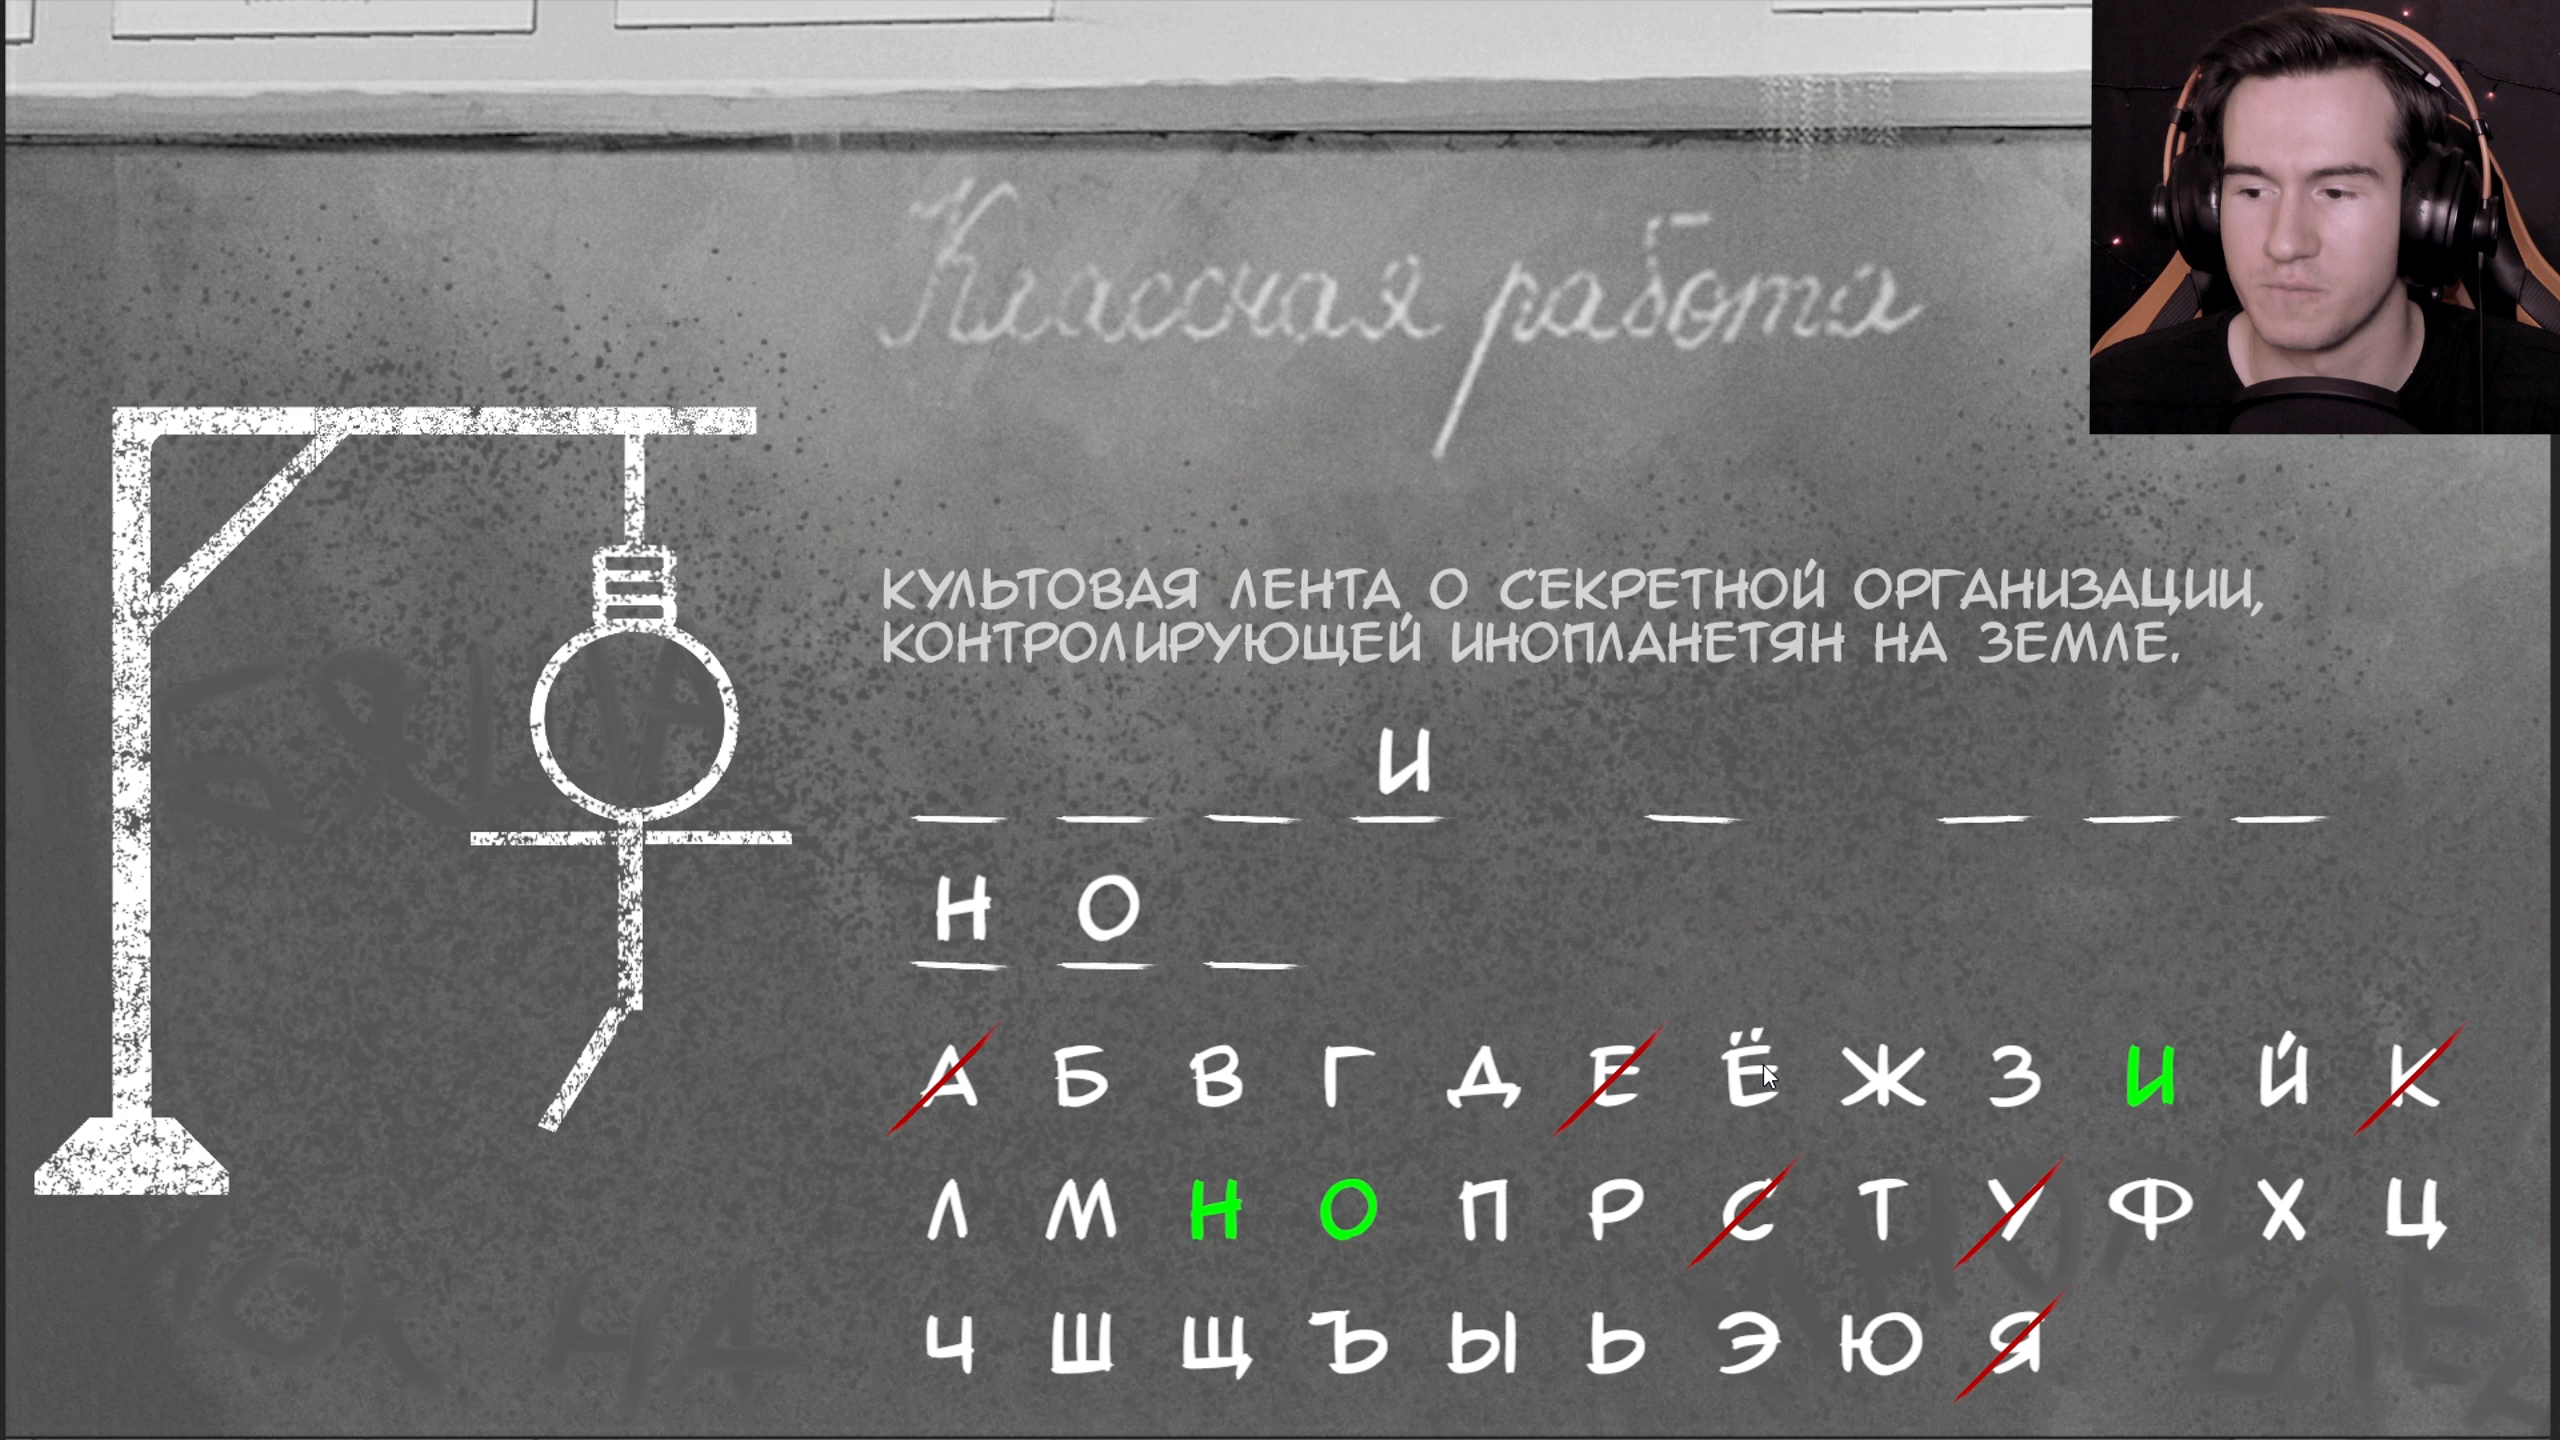 Классная работа
КУЛЬТОВАЯ ЛЕНТА О СЕКРЕТНОЙ ОРГАНИЗАЦИИ,
КОНТРОЛИРУЮЩЕЙ ИНОПЛАНЕТЯН НА ЗЕМЛЕ.
И
Н О
А Б В Г Д Е Ё Ж З И Й К
Л М Н О П Р С Т У Ф Х Ц
Ч Ш Щ Ъ Ы Ь Э Ю Я